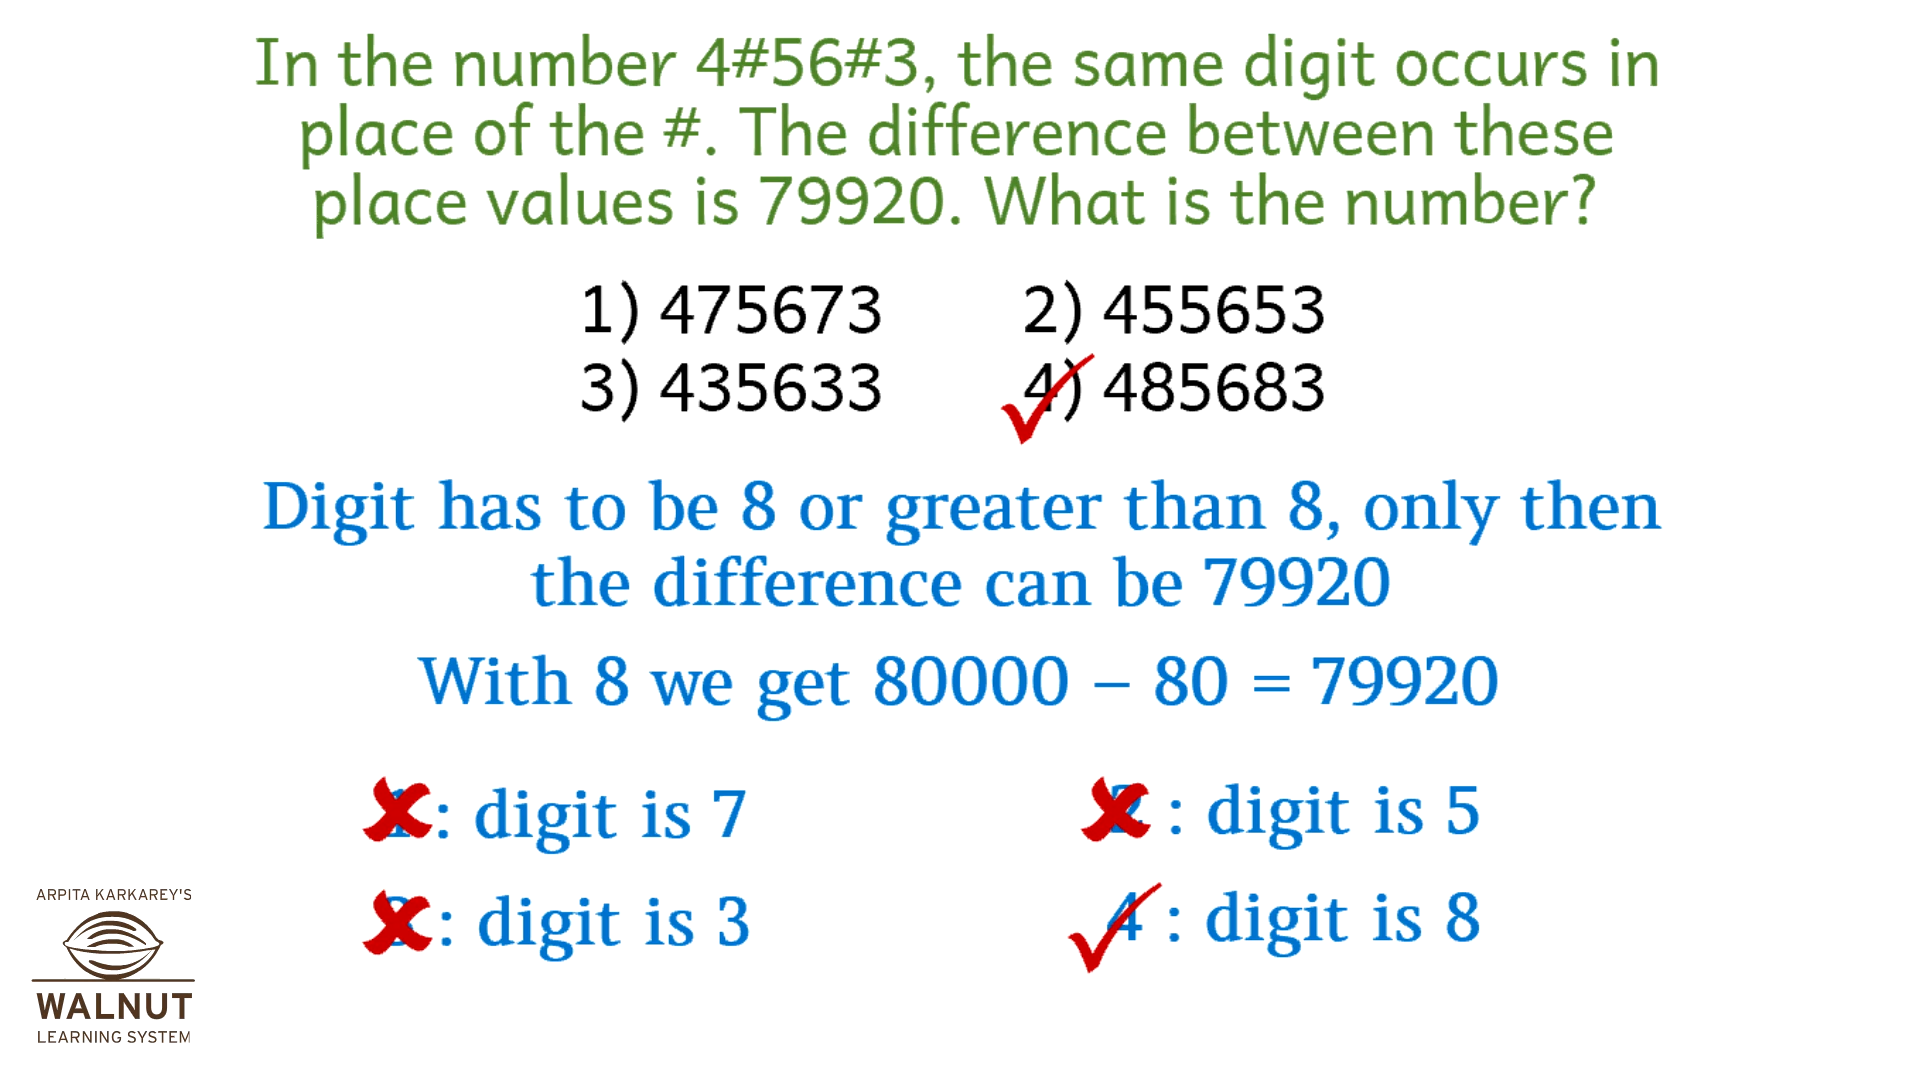 In the number 4#56#3, the same digit occurs in
place of the #. The difference between these
place values is 79920. What is the number?
1) 475673 2) 455653
3) 435633 4) 485683
Digit has to be 8 or greater than 8, only then
the difference can be 79920
With 8 we get 80000 – 80 = 79920
1 : digit is 7 2 : digit is 5
3 : digit is 3 4 : digit is 8
ARPITA KARKAREY'S
WALNUT
LEARNING SYSTEM